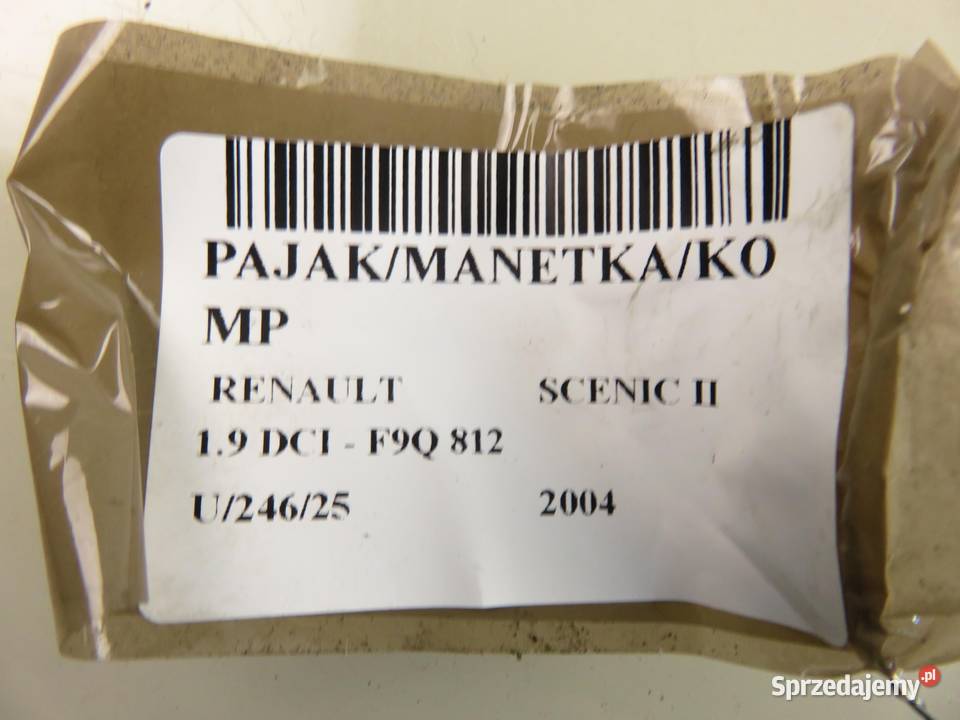 PAJAK/MANETKA/KO
MP
RENAULT SCENIC II
1.9 DCI - F9Q 812
U/246/25 2004
Sprzedajemy.pl